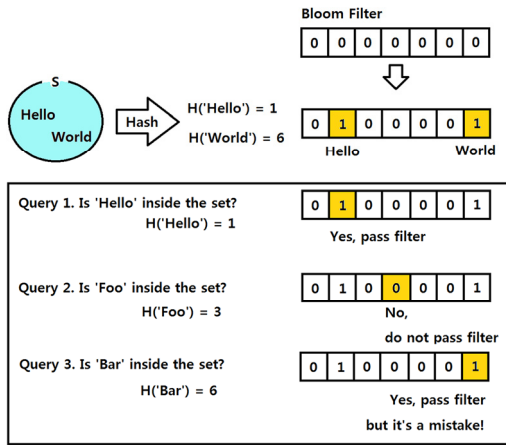 Bloom Filter
0 0 0 0 0 0 0
S
Hello
World
Hash
H('Hello') = 1
H('World') = 6
0 1 0 0 0 0 1
Hello World
Query 1. Is 'Hello' inside the set?
H('Hello') = 1
0 1 0 0 0 0 1
Yes, pass filter
Query 2. Is 'Foo' inside the set?
H('Foo') = 3
0 1 0 0 0 0 1
No,
do not pass filter
Query 3. Is 'Bar' inside the set?
H('Bar') = 6
0 1 0 0 0 0 1
Yes, pass filter
but it's a mistake!